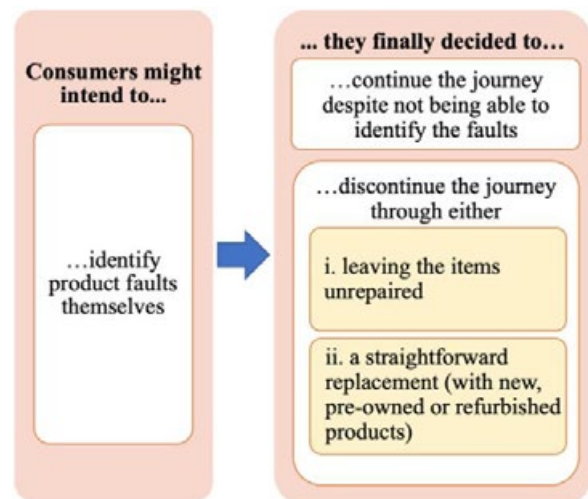 Consumers might
intend to...
…identify
product faults
themselves
... they finally decided to…
…continue the journey
despite not being able to
identify the faults
…discontinue the journey
through either
i. leaving the items
unrepaired
ii. a straightforward
replacement (with new,
pre-owned or refurbished
products)